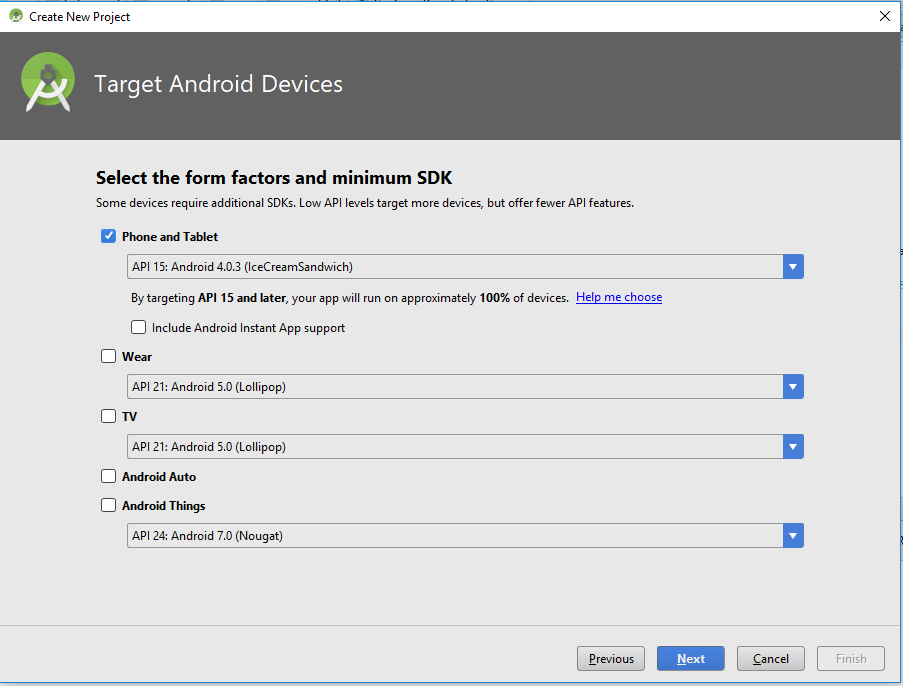 Create New Project
Target Android Devices
Select the form factors and minimum SDK
Some devices require additional SDKs. Low API levels target more devices, but offer fewer API features.
Phone and Tablet
API 15: Android 4.0.3 (IceCreamSandwich)
By targeting API 15 and later, your app will run on approximately 100% of devices. Help me choose
Include Android Instant App support
Wear
API 21: Android 5.0 (Lollipop)
TV
API 21: Android 5.0 (Lollipop)
Android Auto
Android Things
API 24: Android 7.0 (Nougat)
Previous Next Cancel Finish